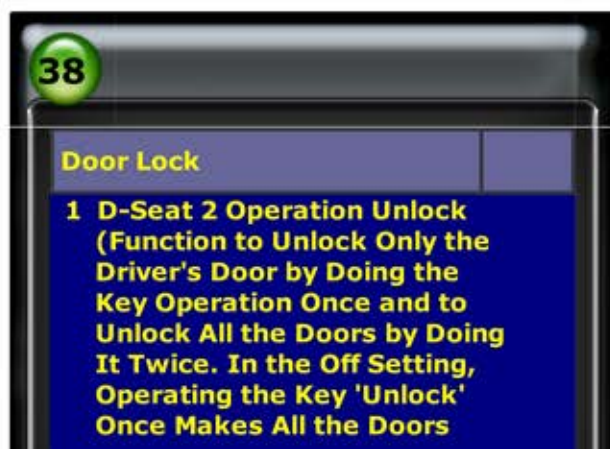 38
Door Lock
1 D-Seat 2 Operation Unlock
(Function to Unlock Only the
Driver's Door by Doing the
Key Operation Once and to
Unlock All the Doors by Doing
It Twice. In the Off Setting,
Operating the Key 'Unlock'
Once Makes All the Doors